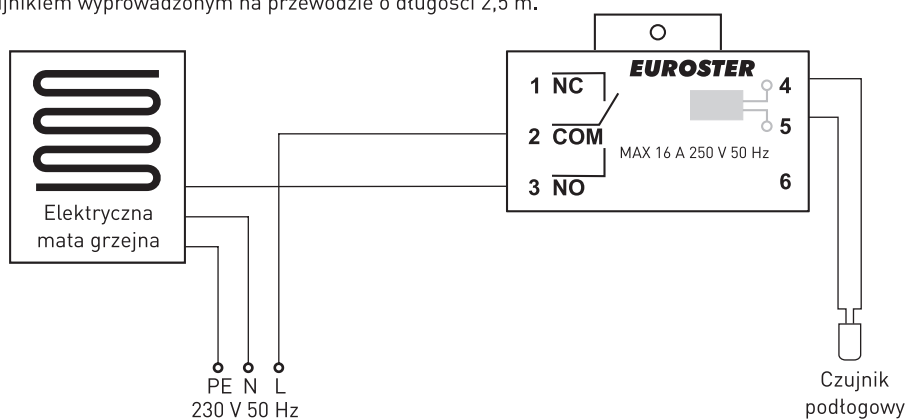 jnikiem wyprowadzonym na przewodzie o długości 2,5 m.
Elektryczna
mata grzejna
PE N L
230 V 50 Hz
EUROSTER
1 NC
2 COM
3 NO
4
5
6
MAX 16 A 250 V 50 Hz
Czujnik
podłogowy